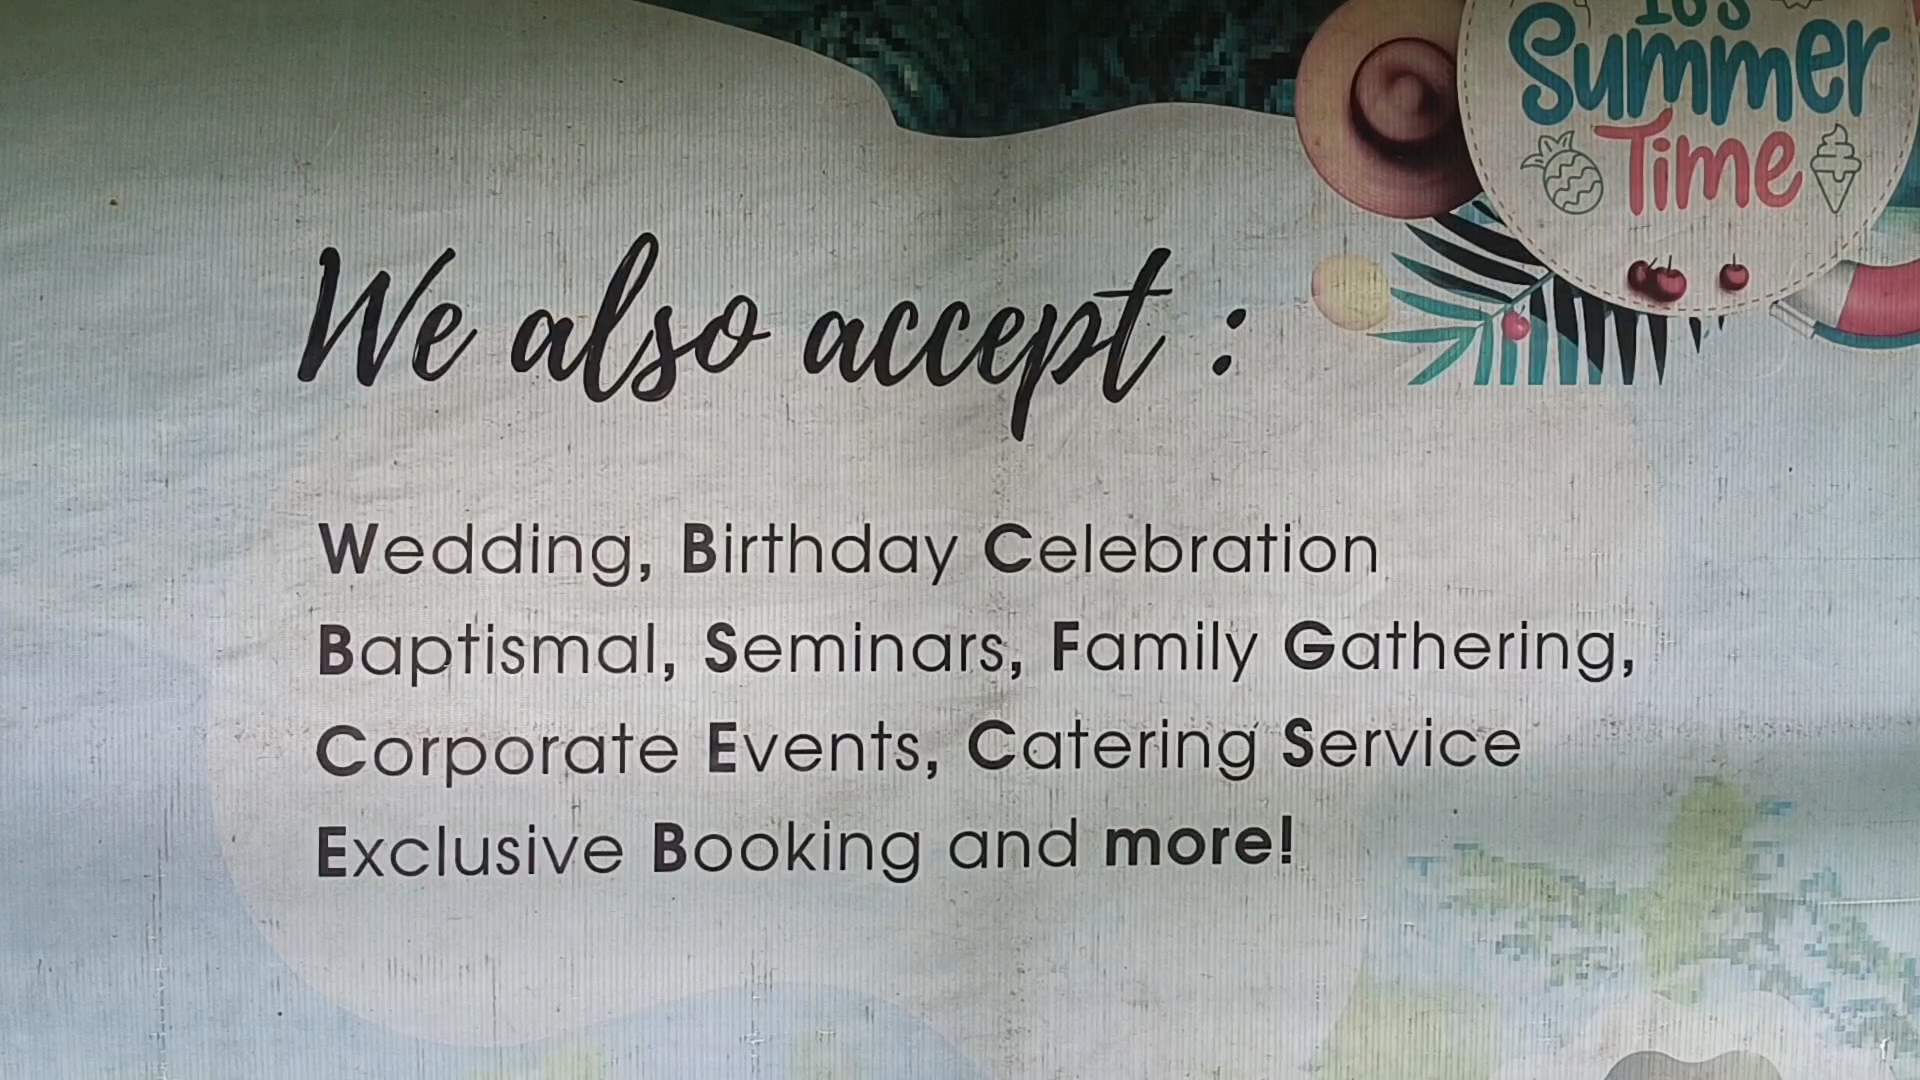 It's
Summer
Time
We also accept :
Wedding, Birthday Celebration
Baptismal, Seminars, Family Gathering,
Corporate Events, Catering Service
Exclusive Booking and more!